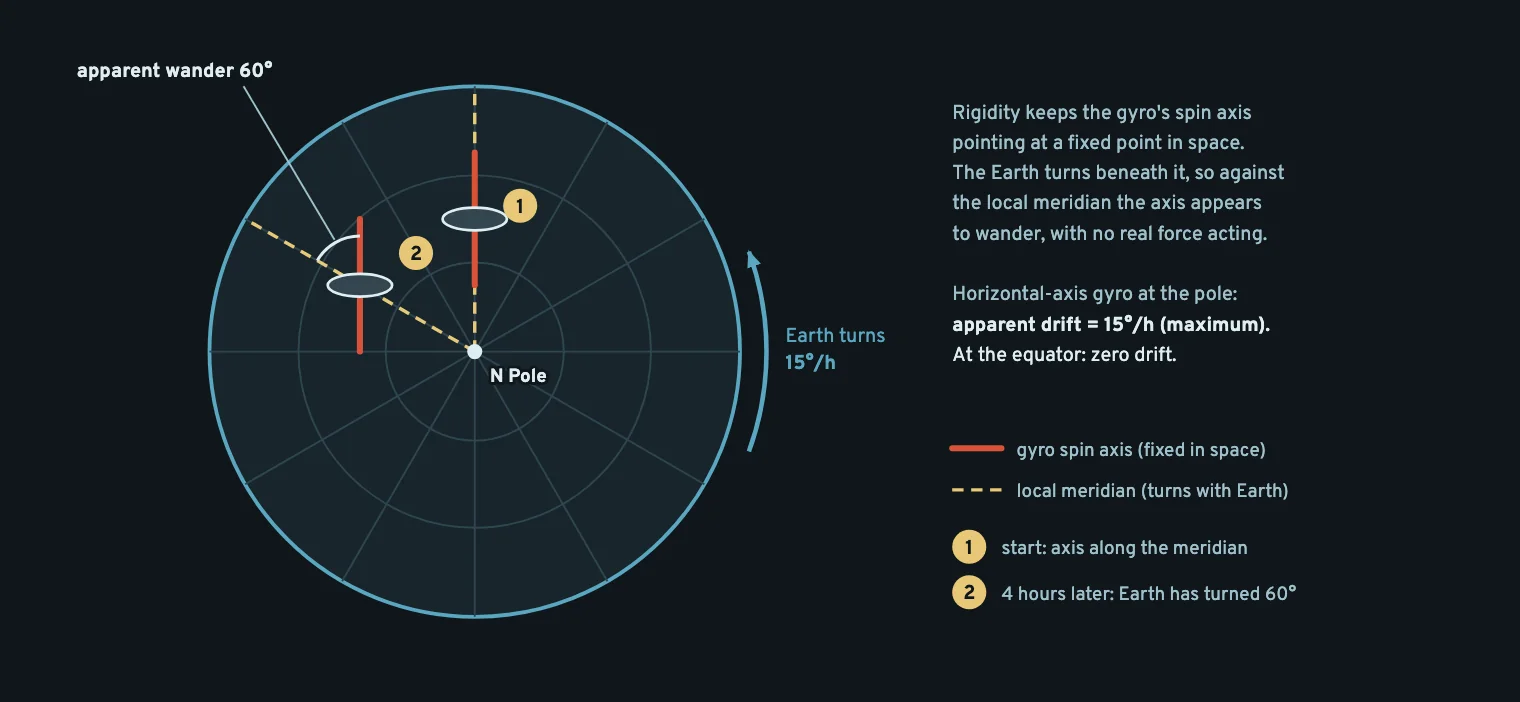 apparent wander 60°
1
2
N Pole
Earth turns
15°/h
Rigidity keeps the gyro's spin axis
pointing at a fixed point in space.
The Earth turns beneath it, so against
the local meridian the axis appears
to wander, with no real force acting.
Horizontal-axis gyro at the pole:
apparent drift = 15°/h (maximum).
At the equator: zero drift.
gyro spin axis (fixed in space)
local meridian (turns with Earth)
1 start: axis along the meridian
2 4 hours later: Earth has turned 60°